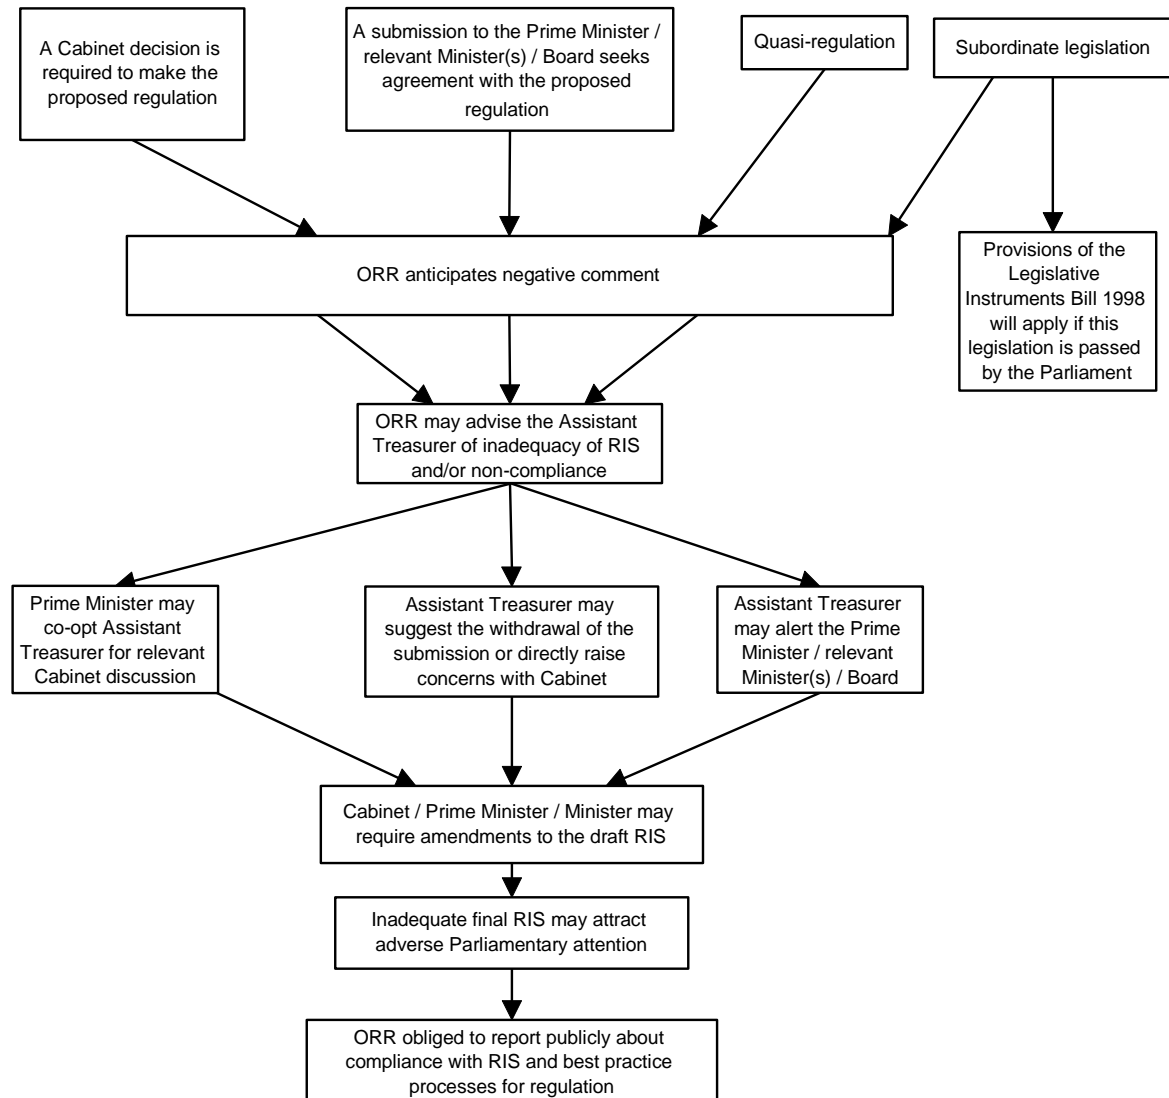 A Cabinet decision is
required to make the
proposed regulation
A submission to the Prime Minister /
relevant Minister(s) / Board seeks
agreement with the proposed
regulation
Quasi-regulation
Subordinate legislation
ORR anticipates negative comment
Provisions of the
Legislative
Instruments Bill 1998
will apply if this
legislation is passed
by the Parliament
ORR may advise the Assistant
Treasurer of inadequacy of RIS
and/or non-compliance
Prime Minister may
co-opt Assistant
Treasurer for relevant
Cabinet discussion
Assistant Treasurer may
suggest the withdrawal of the
submission or directly raise
concerns with Cabinet
Assistant Treasurer
may alert the Prime
Minister / relevant
Minister(s) / Board
Cabinet / Prime Minister / Minister may
require amendments to the draft RIS
Inadequate final RIS may attract
adverse Parliamentary attention
ORR obliged to report publicly about
compliance with RIS and best practice
processes for regulation